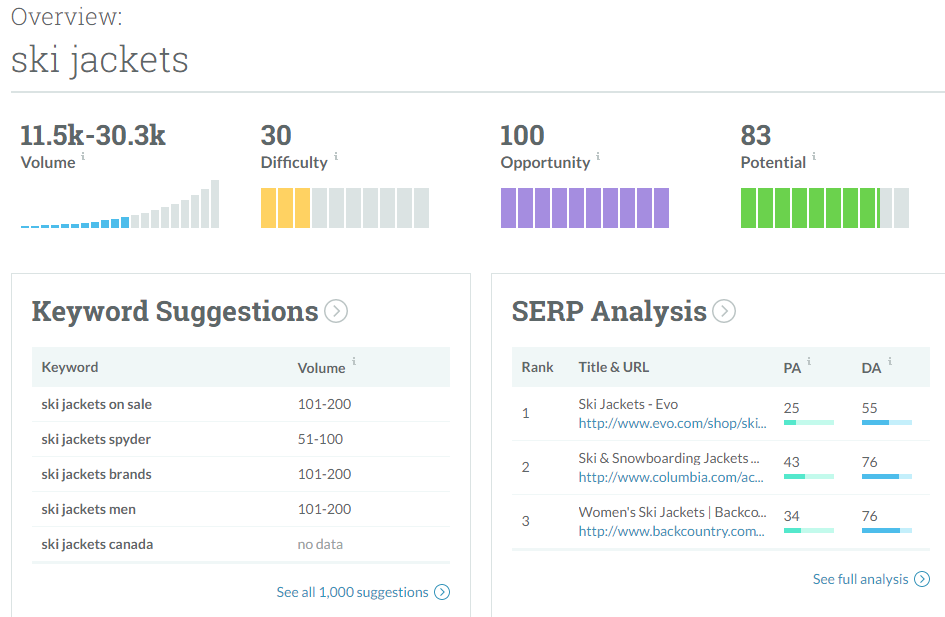 Overview:
ski jackets
11.5k-30.3k
Volume i
30
Difficulty i
100
Opportunity i
83
Potential i
Keyword Suggestions
Keyword Volume i
ski jackets on sale 101-200
ski jackets spyder 51-100
ski jackets brands 101-200
ski jackets men 101-200
ski jackets canada no data
See all 1,000 suggestions
SERP Analysis
Rank Title & URL PA i DA i
1 Ski Jackets - Evo 25 55
http://www.evo.com/shop/ski...
2 Ski & Snowboarding Jackets ... 43 76
http://www.columbia.com/ac...
3 Women's Ski Jackets | Backco... 34 76
http://www.backcountry.com...
See full analysis